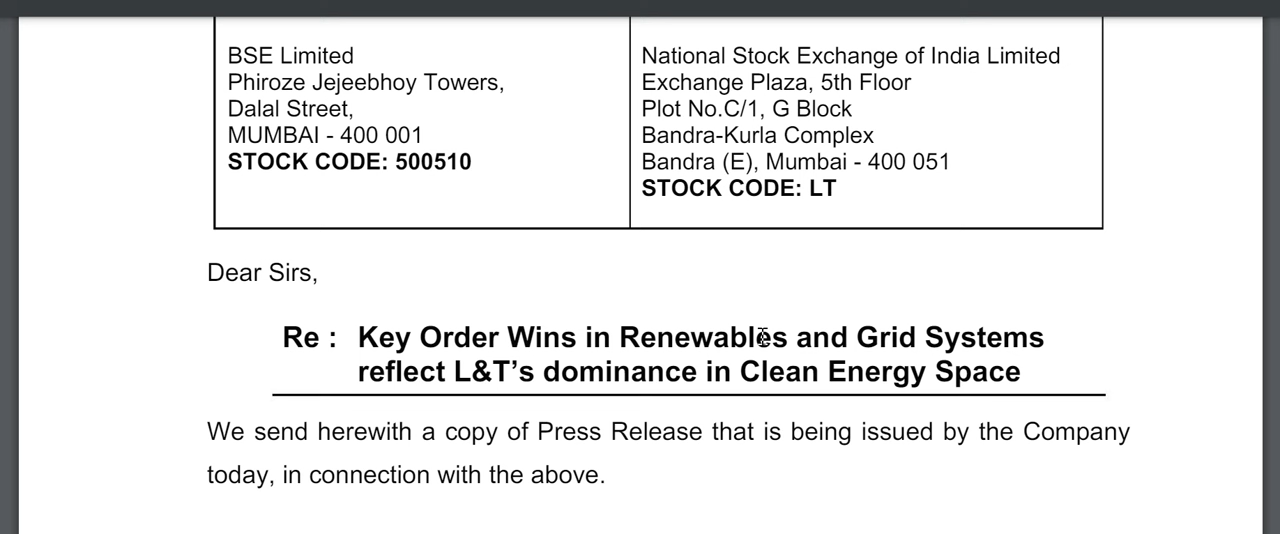 BSE Limited
Phiroze Jejeebhoy Towers,
Dalal Street,
MUMBAI - 400 001
STOCK CODE: 500510
National Stock Exchange of India Limited
Exchange Plaza, 5th Floor
Plot No.C/1, G Block
Bandra-Kurla Complex
Bandra (E), Mumbai - 400 051
STOCK CODE: LT
Dear Sirs,
Re : Key Order Wins in Renewables and Grid Systems
reflect L&T’s dominance in Clean Energy Space
We send herewith a copy of Press Release that is being issued by the Company
today, in connection with the above.